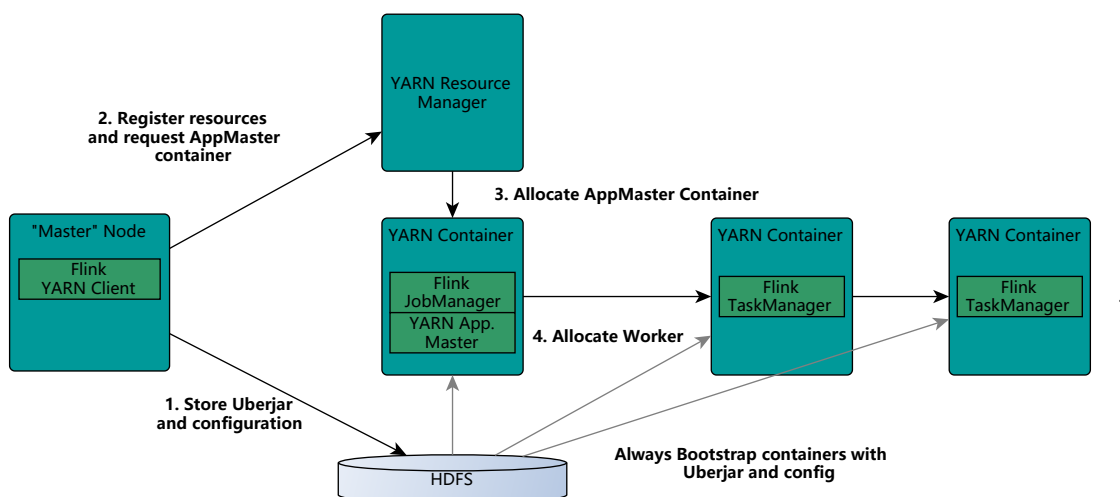 YARN Resource
Manager
2. Register resources
and request AppMaster
container
3. Allocate AppMaster Container
"Master" Node
Flink
YARN Client
YARN Container
Flink
JobManager
YARN App.
Master
4. Allocate Worker
YARN Container
Flink
TaskManager
YARN Container
Flink
TaskManager
1. Store Uberjar
and configuration
HDFS
Always Bootstrap containers with
Uberjar and config